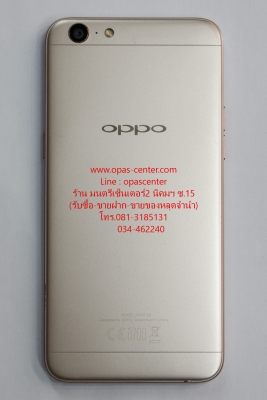 oppo
www.opas-center.com
Line : opascenter
ร้าน มนตรีเซ็นเตอร์2 นิคมฯ ซ.15
(รับซื้อ-ขายฝาก-ขายของหลุดจำนำ)
โทร.081-3185131
034-462240